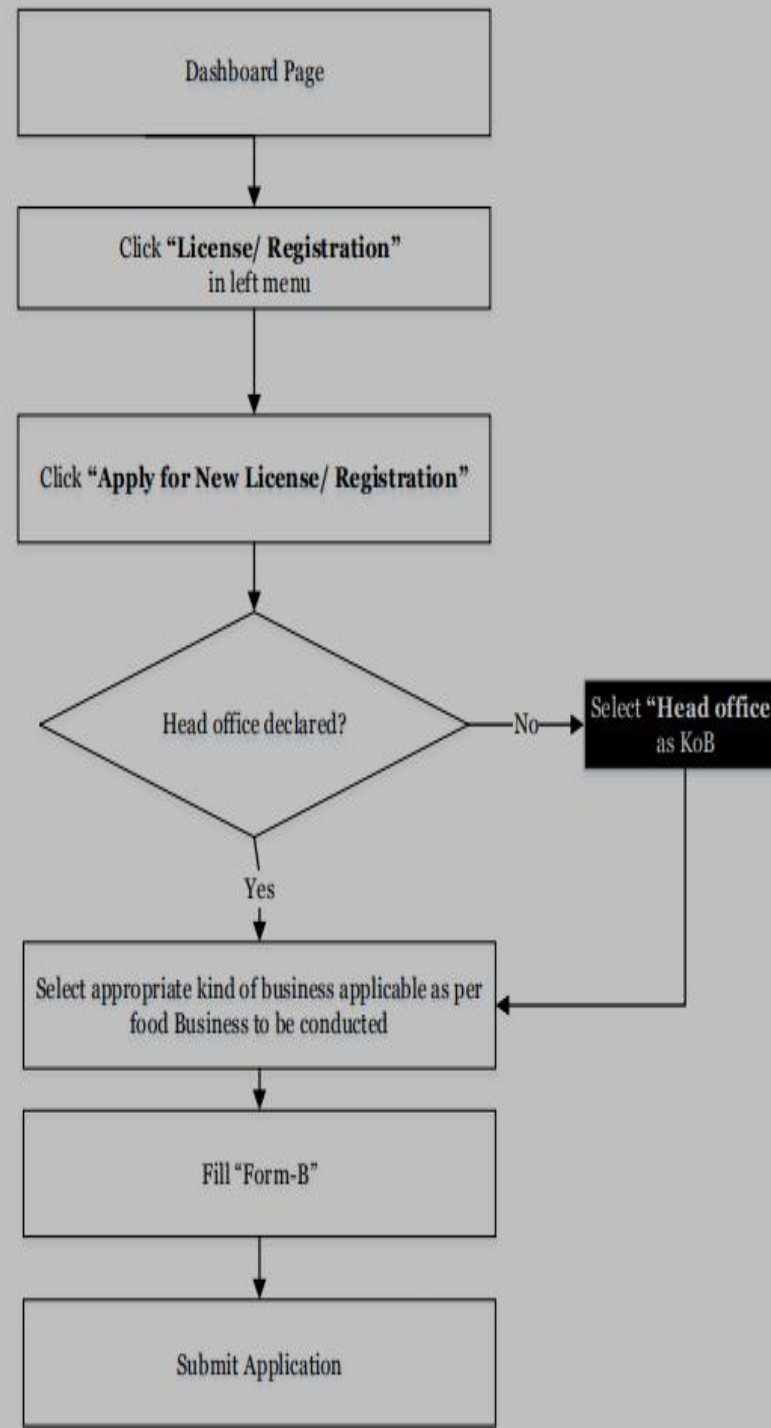 Dashboard Page
Click “License/ Registration”
in left menu
Click “Apply for New License/ Registration”
Head office declared?
No
Select “Head office
as KoB
Yes
Select appropriate kind of business applicable as per
food Business to be conducted
Fill “Form-B”
Submit Application